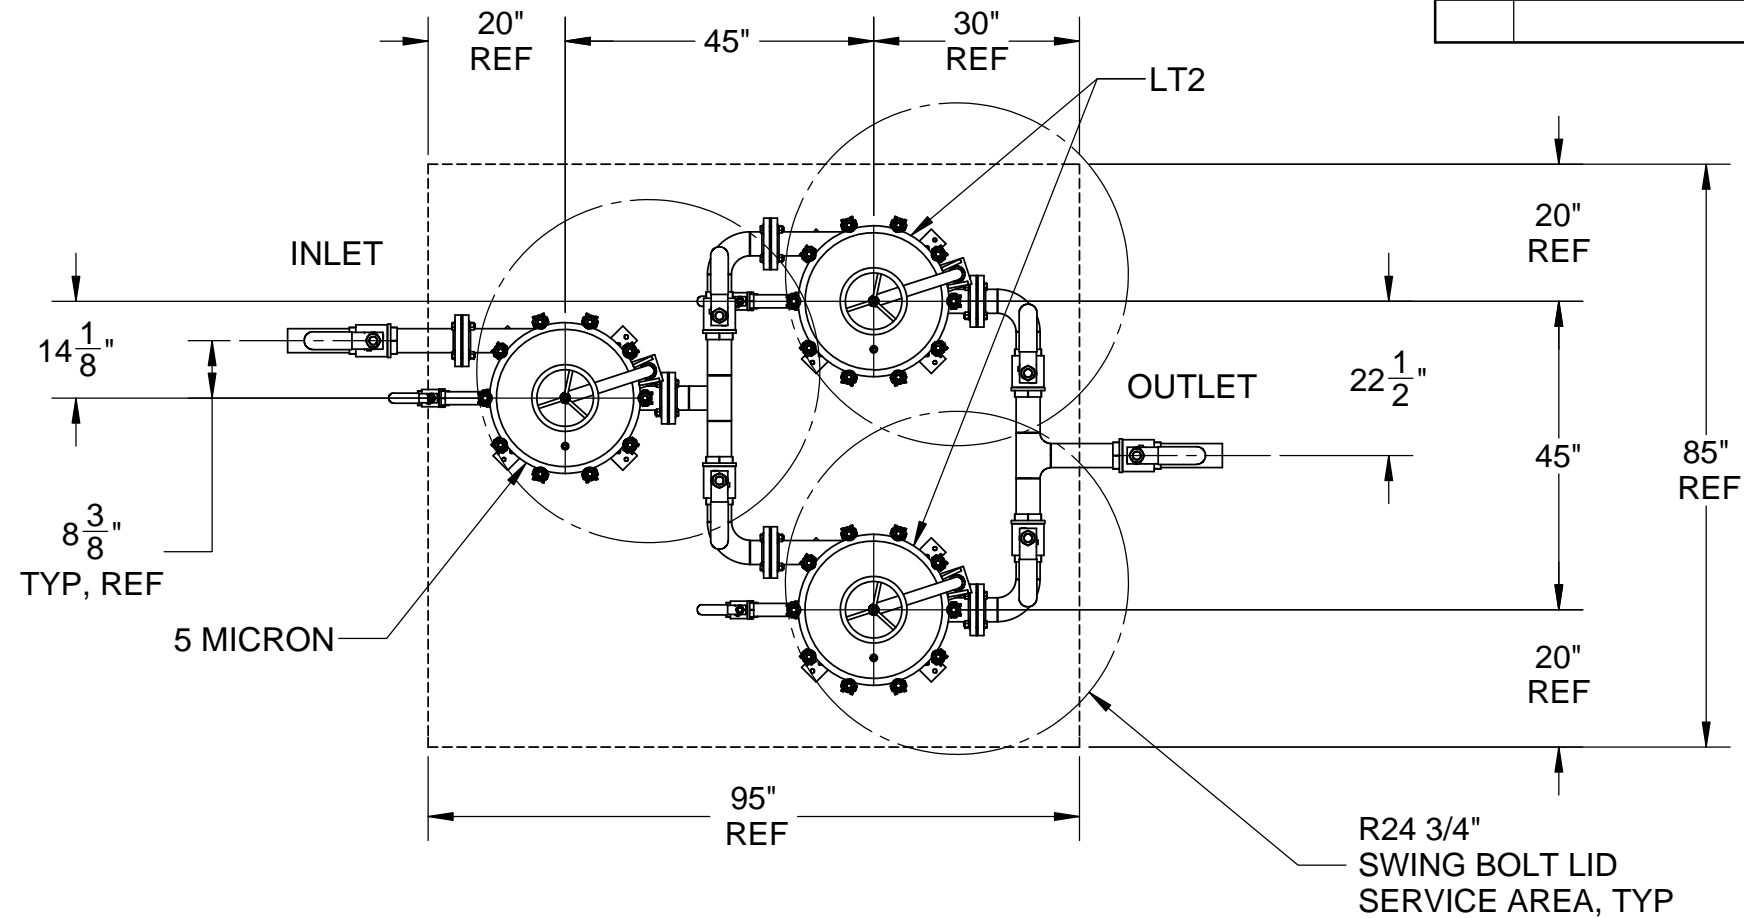 20"
REF
45"
30"
REF
LT2
20"
REF
INLET
14 1/8"
OUTLET
22 1/2"
45"
85"
REF
8 3/8"
TYP, REF
5 MICRON
20"
REF
95"
REF
R24 3/4"
SWING BOLT LID
SERVICE AREA, TYP